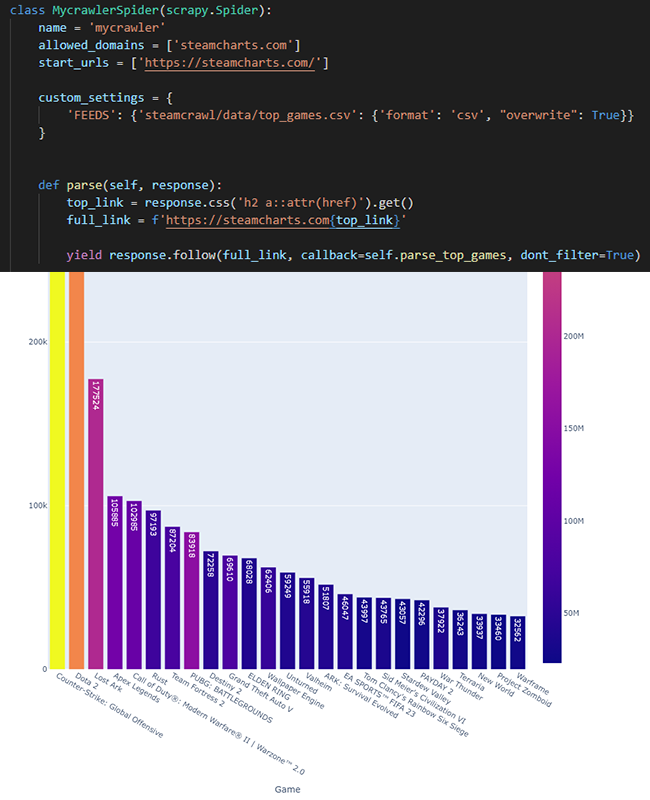 class MycrawlerSpider(scrapy.Spider):
name = 'mycrawler'
allowed_domains = ['steamcharts.com']
start_urls = ['https://steamcharts.com/']
custom_settings = {
'FEEDS': {'steamcrawl/data/top_games.csv': {'format': 'csv', "overwrite": True}}
}
def parse(self, response):
top_link = response.css('h2 a::attr(href)').get()
full_link = f'https://steamcharts.com{top_link}'
yield response.follow(full_link, callback=self.parse_top_games, dont_filter=True)
200k
100k
0
177524
105885
102985
97193
87204
83918
72258
69610
68028
62406
59249
55918
51807
46047
43997
43765
43057
42296
37922
36243
33937
33460
32562
200M
150M
100M
50M
Counter-Strike: Global Offensive
Dota 2
Lost Ark
Apex Legends
Call of Duty®: Modern Warfare® II | Warzone™ 2.0
Rust
Team Fortress 2
PUBG: BATTLEGROUNDS
Destiny 2
Grand Theft Auto V
ELDEN RING
Wallpaper Engine
Unturned
Valheim
ARK: Survival Evolved
EA SPORTS™ FIFA 23
Tom Clancy's Rainbow Six Siege
Sid Meier's Civilization VI
Stardew Valley
PAYDAY 2
War Thunder
Terraria
New World
Project Zomboid
Warframe
Game